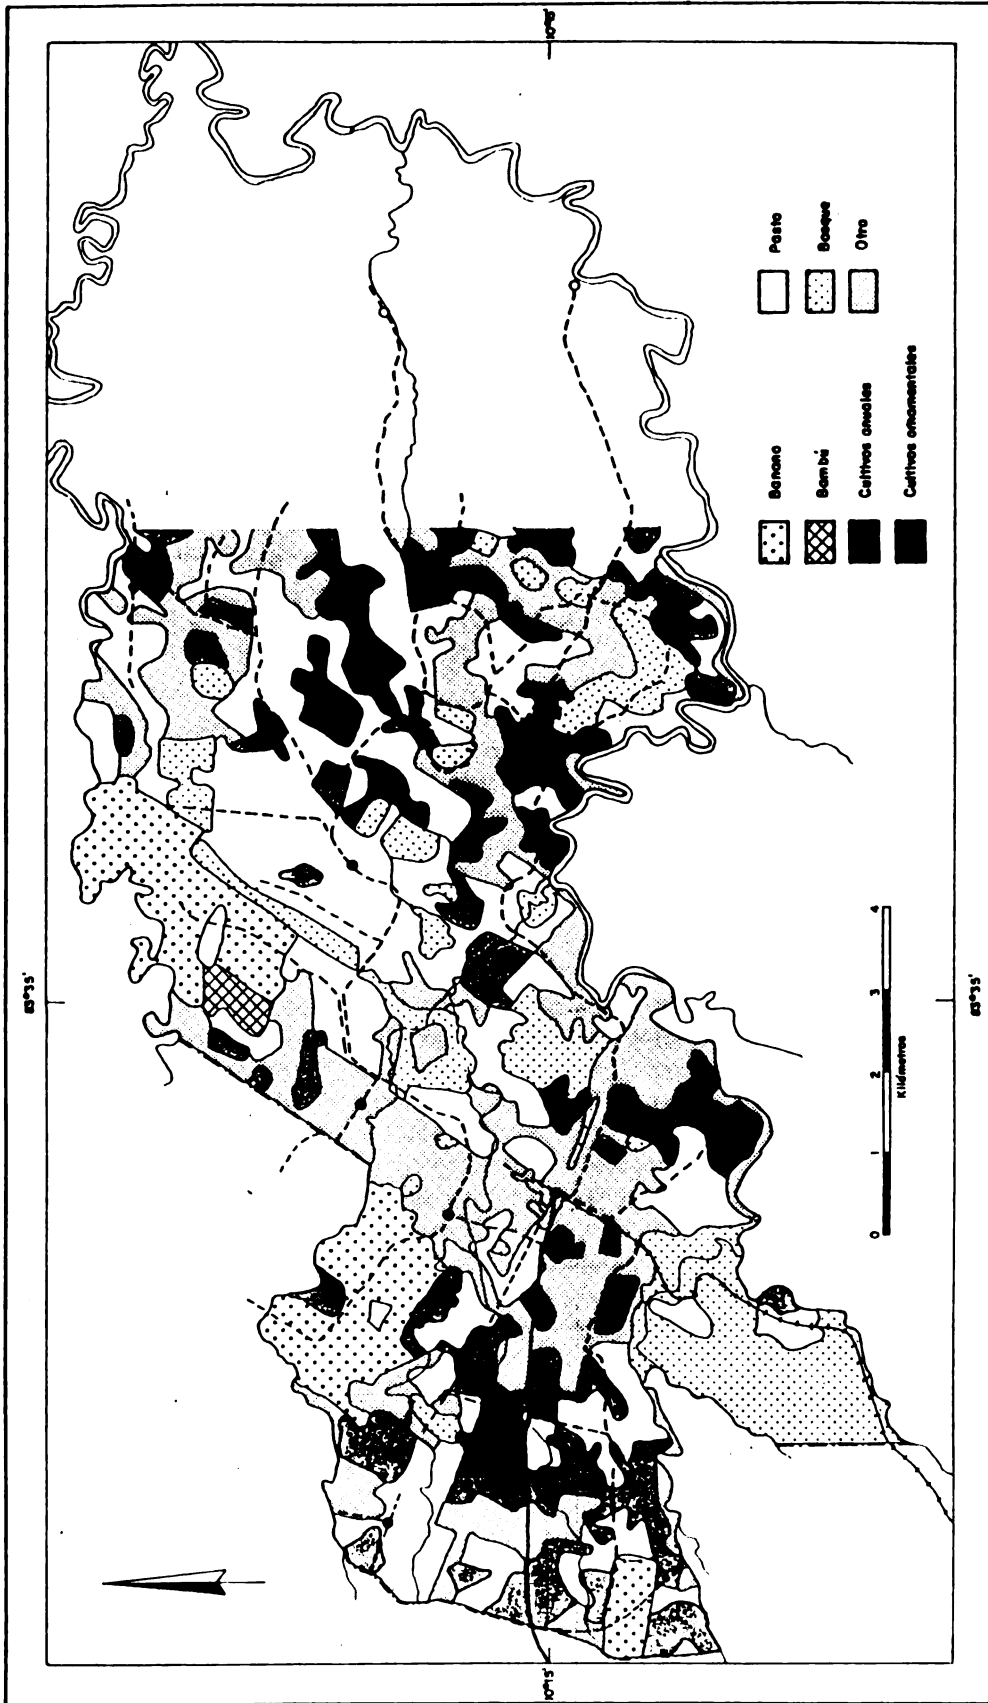 83°35'
10°15'
Banano
Pasto
Bambú
Bosque
Cultivos anuales
Otro
Cultivos ornamentales
0 1 2 3 4
Kilómetros
83°35'